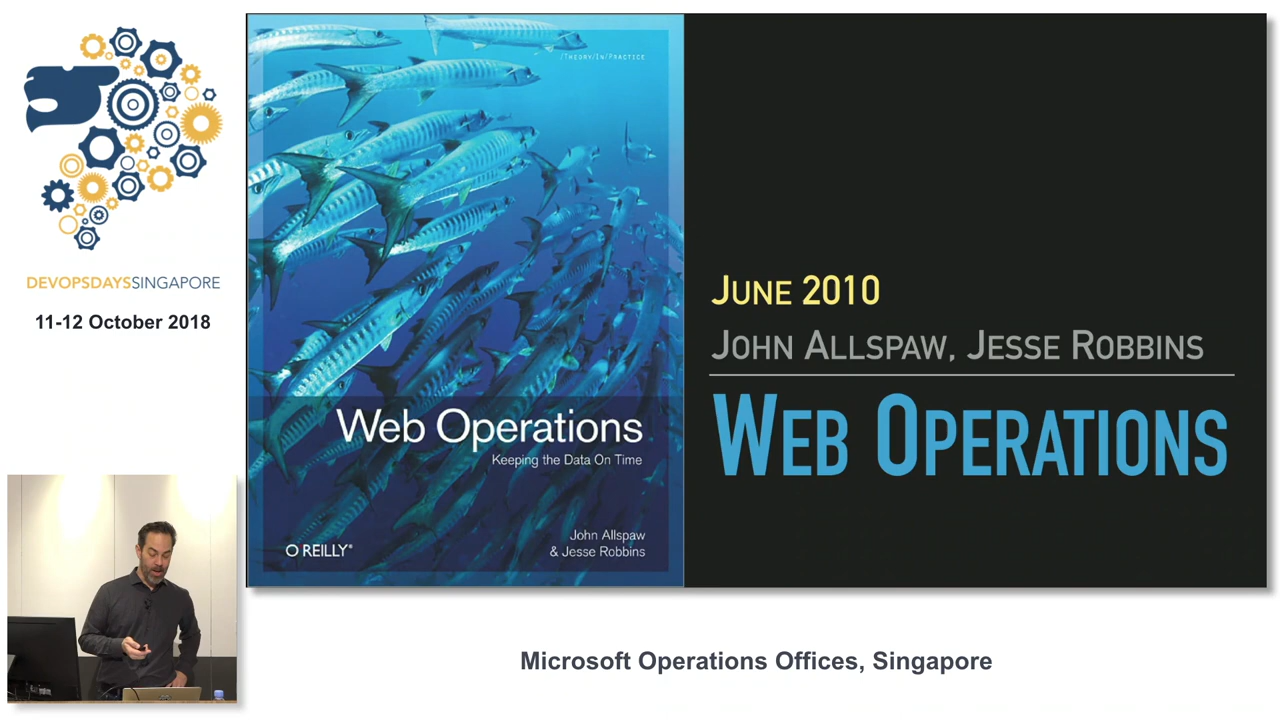 DEVOPSDAYSSINGAPORE
11-12 October 2018
/THEORY/IN/PRACTICE
Web Operations
Keeping the Data On Time
John Allspaw
& Jesse Robbins
O REILLY®
JUNE 2010
JOHN ALLSPAW, JESSE ROBBINS
WEB OPERATIONS
Microsoft Operations Offices, Singapore